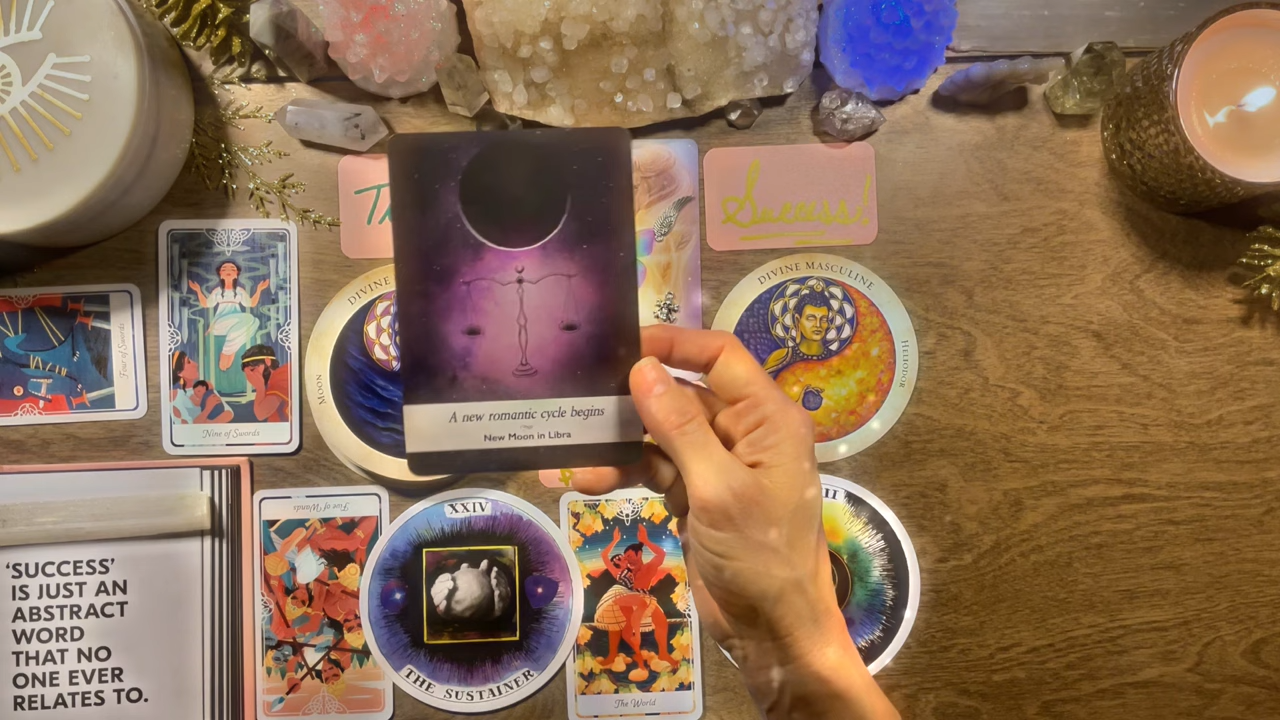 Success!
DIVINE MASCULINE
HELIODOR
DIVINE
MOON
Four of Swords
Nine of Swords
A new romantic cycle begins
New Moon in Libra
Five of Wands
XXIV
THE SUSTAINER
The World
II
'SUCCESS'
IS JUST AN
ABSTRACT
WORD
THAT NO
ONE EVER
RELATES TO.